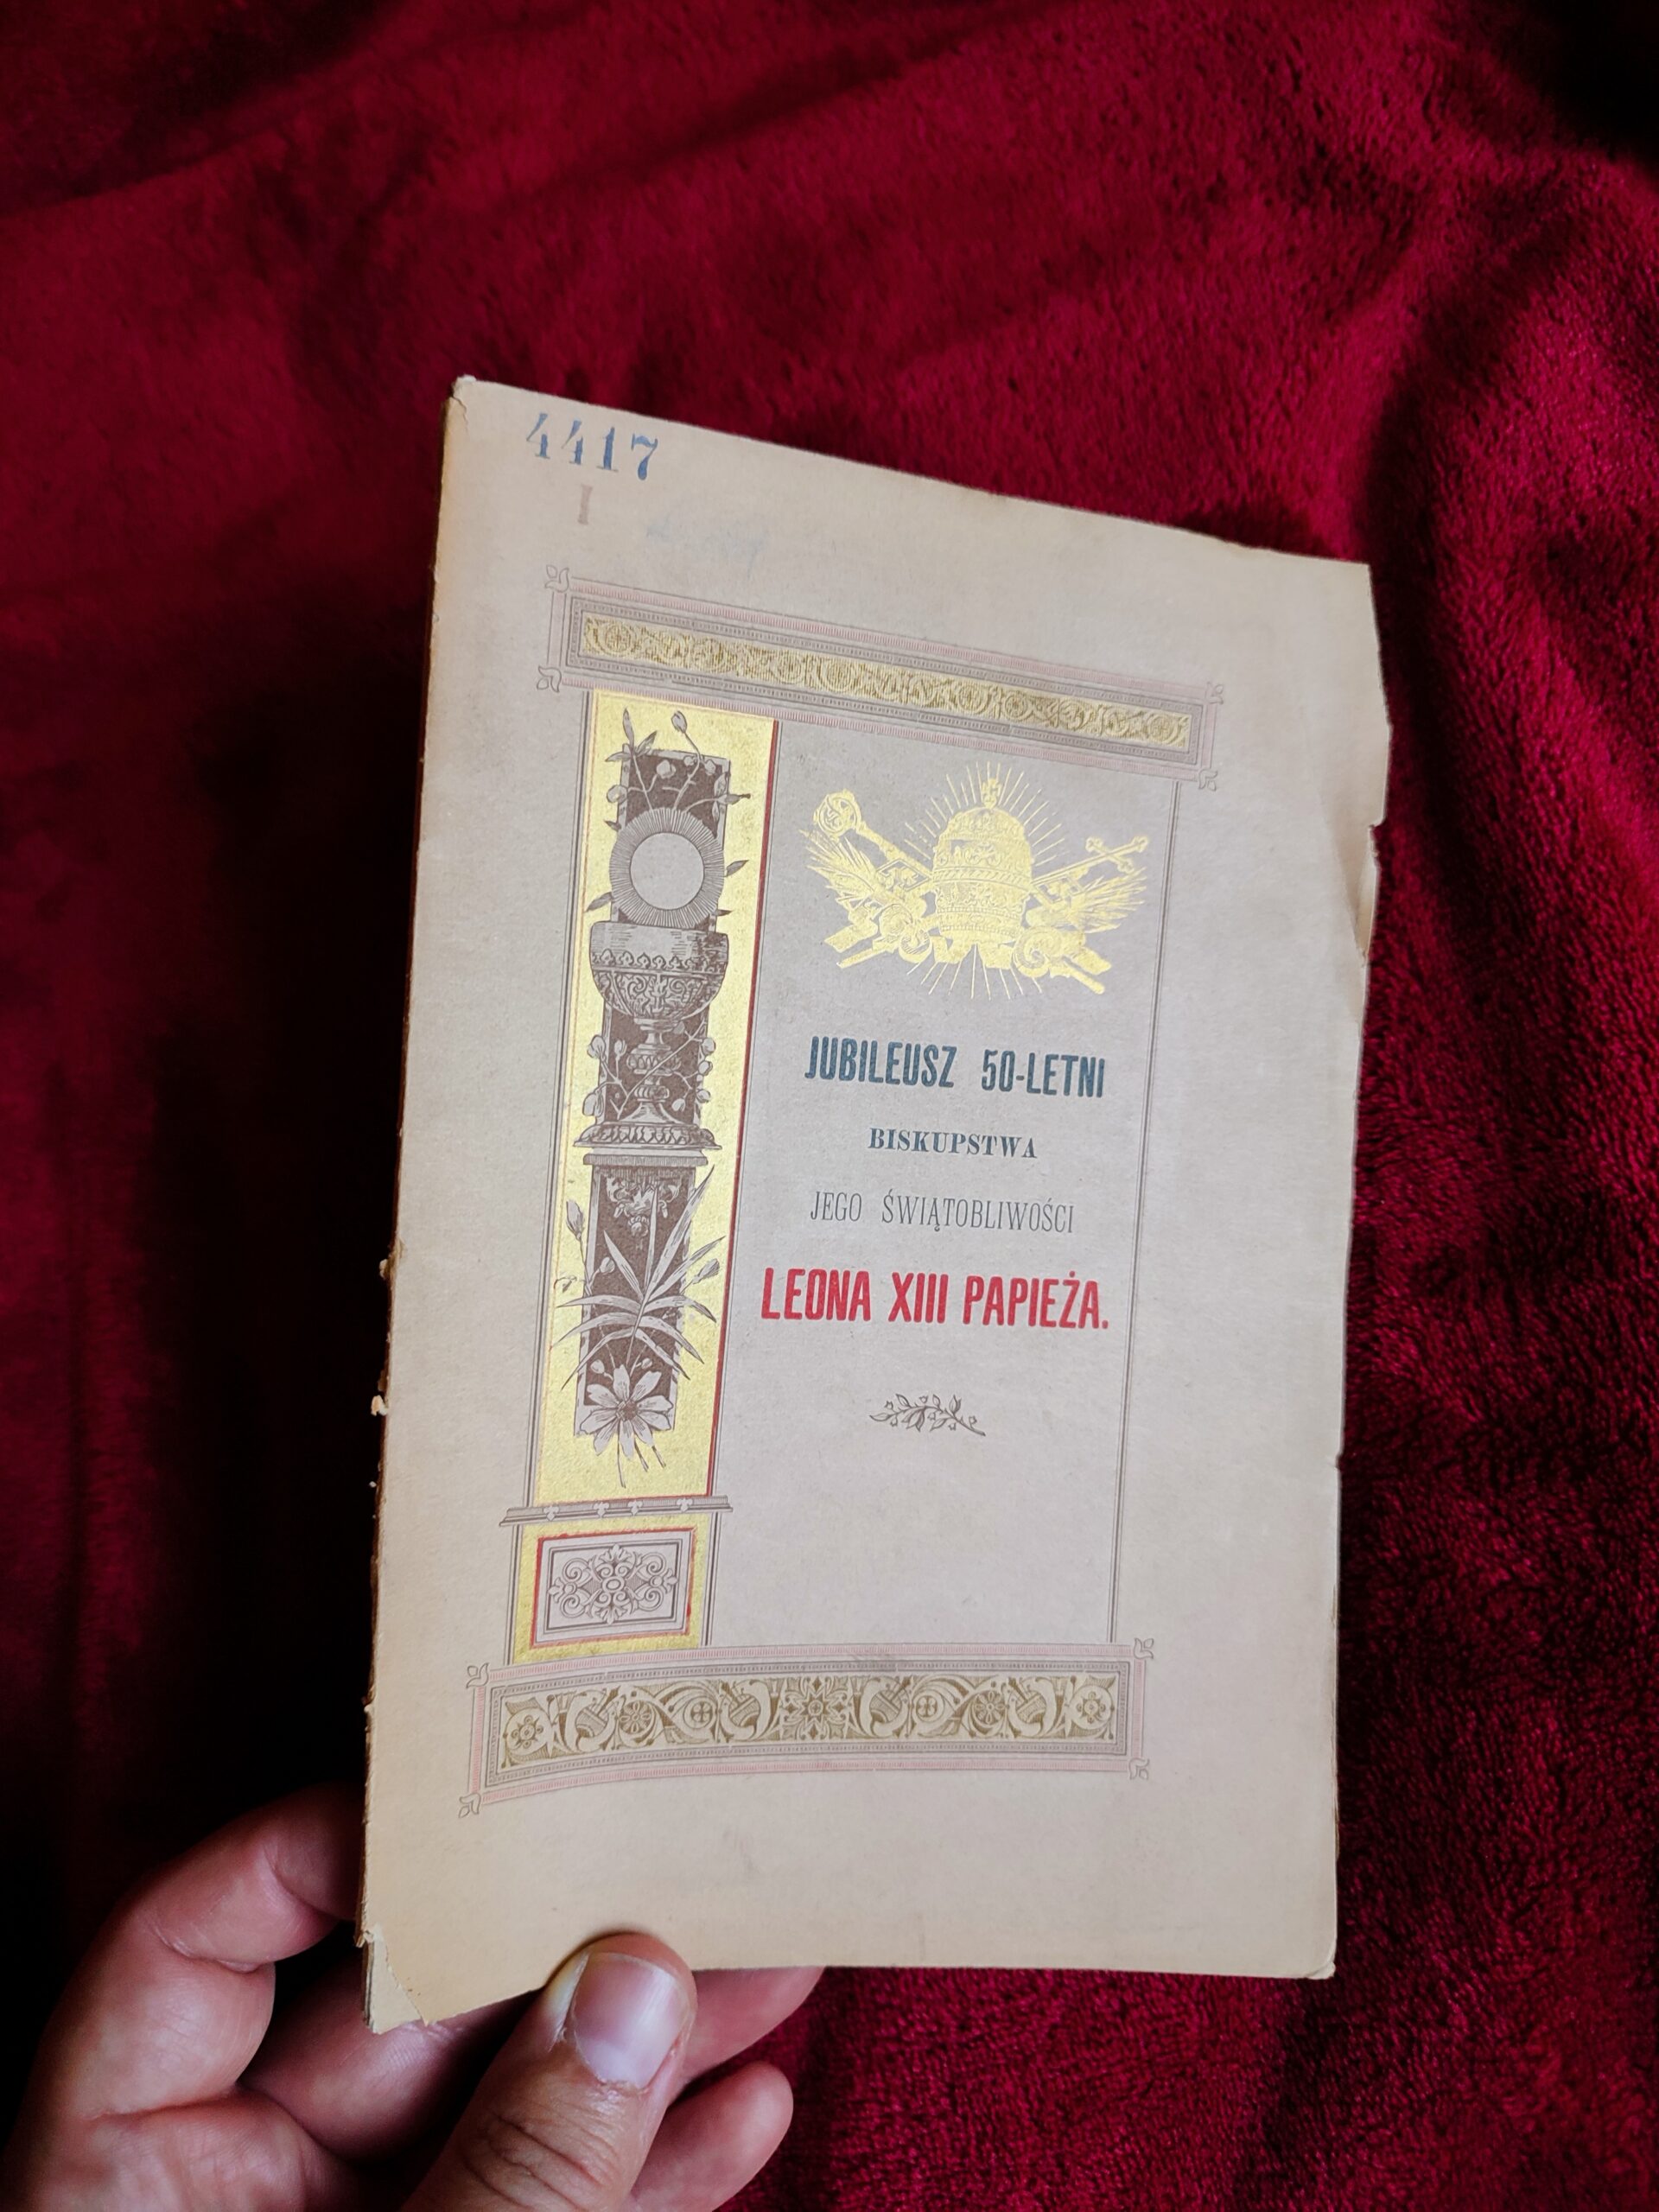 4417
I
JUBILEUSZ 50-LETNI
BISKUPSTWA
JEGO ŚWIĄTOBLIWOŚCI
LEONA XIII PAPIEŻA.